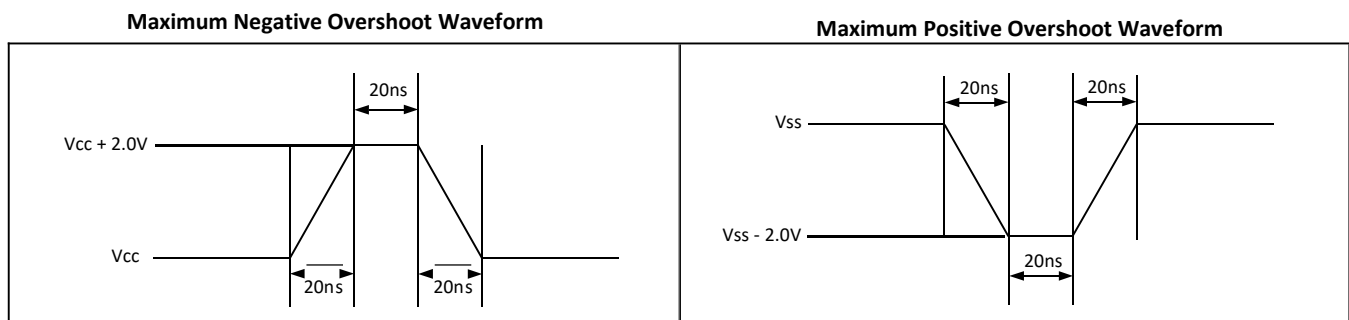 Maximum Negative Overshoot Waveform
20ns
Vcc + 2.0V
Vcc
20ns
20ns
Maximum Positive Overshoot Waveform
20ns
20ns
Vss
Vss - 2.0V
20ns